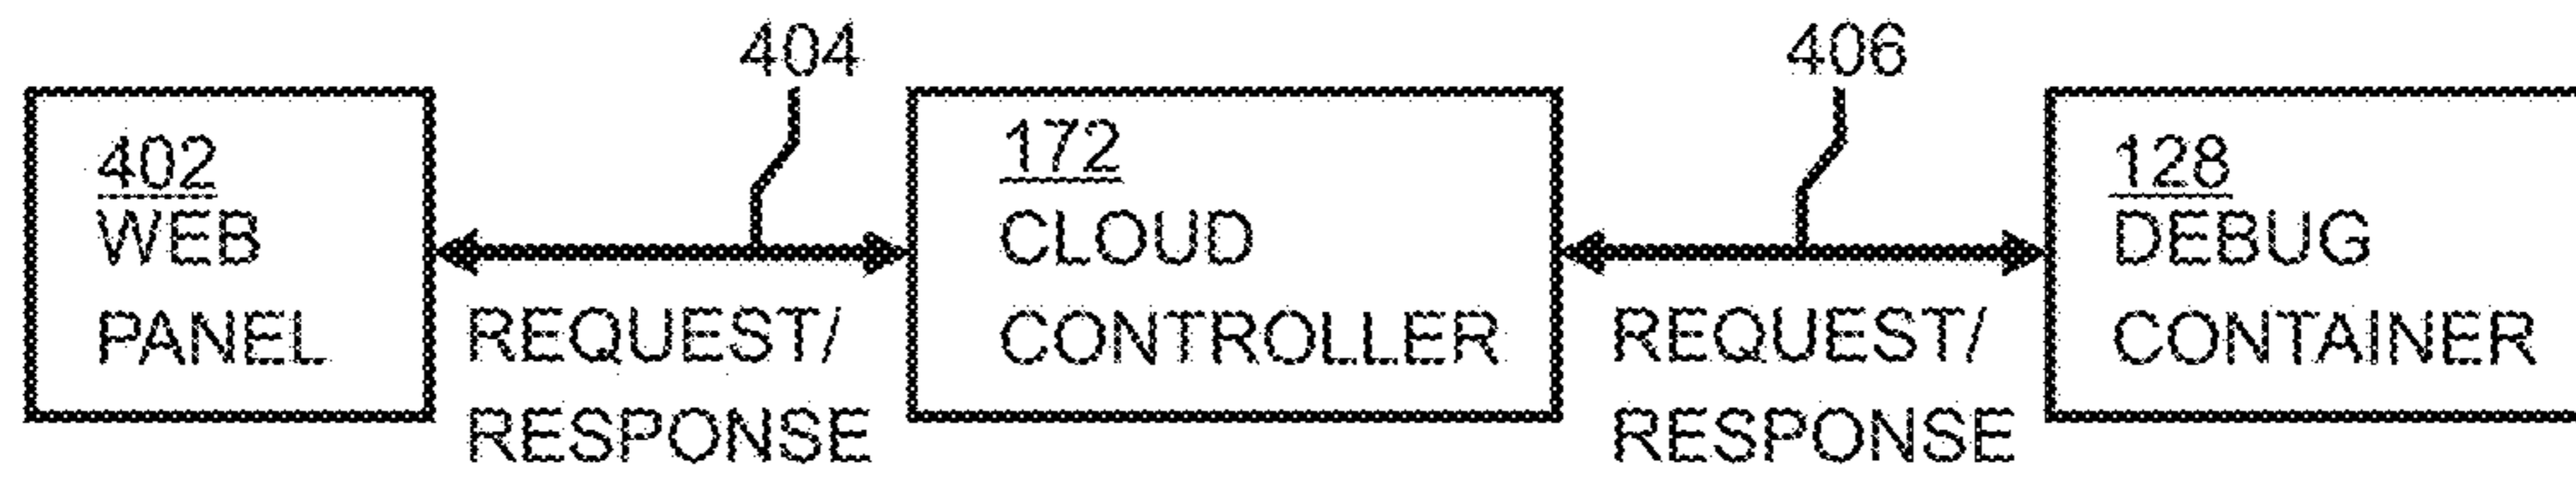 404
406
402
WEB
PANEL
REQUEST/
RESPONSE
172
CLOUD
CONTROLLER
REQUEST/
RESPONSE
128
DEBUG
CONTAINER